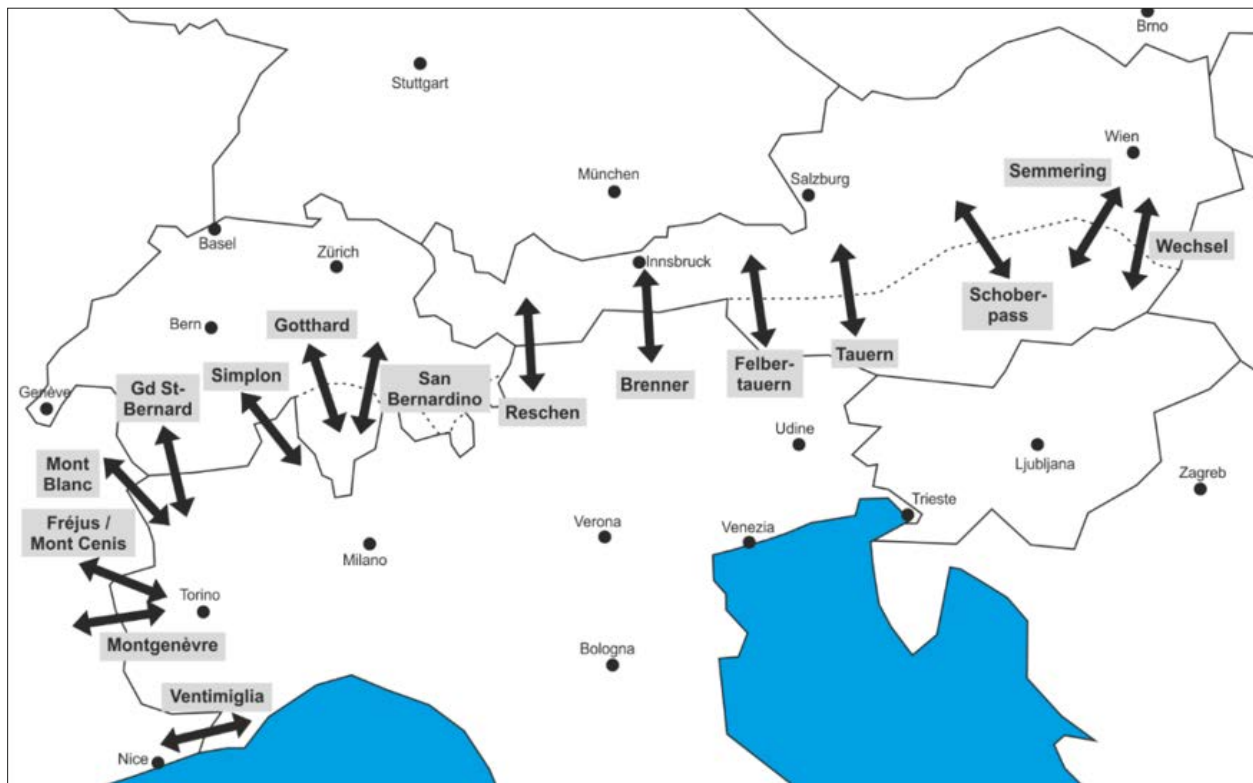 Brno
Stuttgart
Wien
München
Salzburg
Semmering
Basel
Zürich
Innsbruck
Wechsel
Schober-
pass
Bern
Gotthard
Tauern
Simplon
San
Bernardino
Brenner
Felber-
tauern
Genève
Gd St-
Bernard
Reschen
Udine
Ljubljana
Mont
Blanc
Zagreb
Trieste
Fréjus /
Mont Cenis
Verona
Venezia
Milano
Torino
Montgenèvre
Bologna
Ventimiglia
Nice